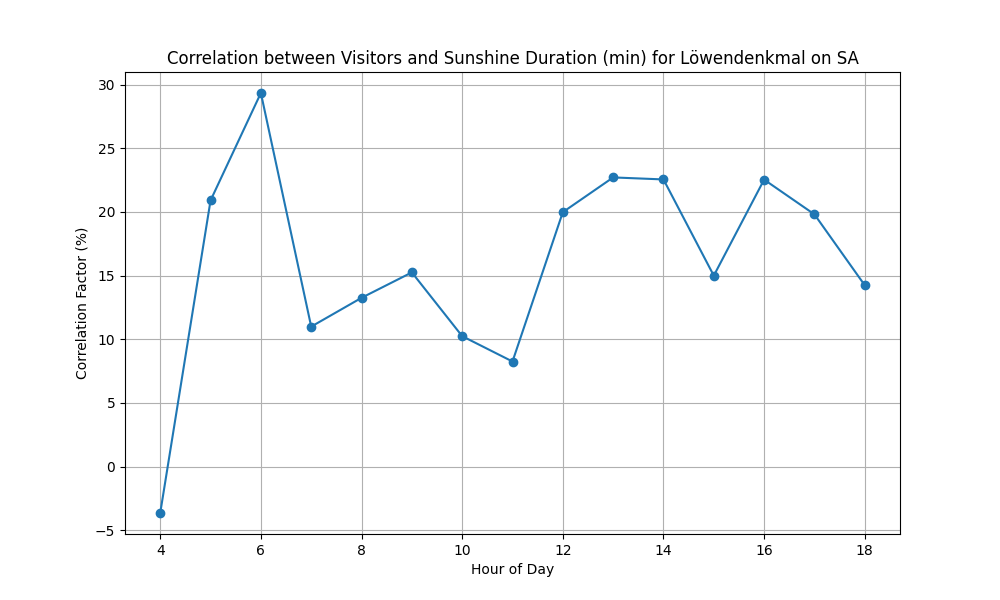 Correlation between Visitors and Sunshine Duration (min) for Löwendenkmal on SA
Correlation Factor (%)
30
25
20
15
10
5
0
−5
4 6 8 10 12 14 16 18
Hour of Day